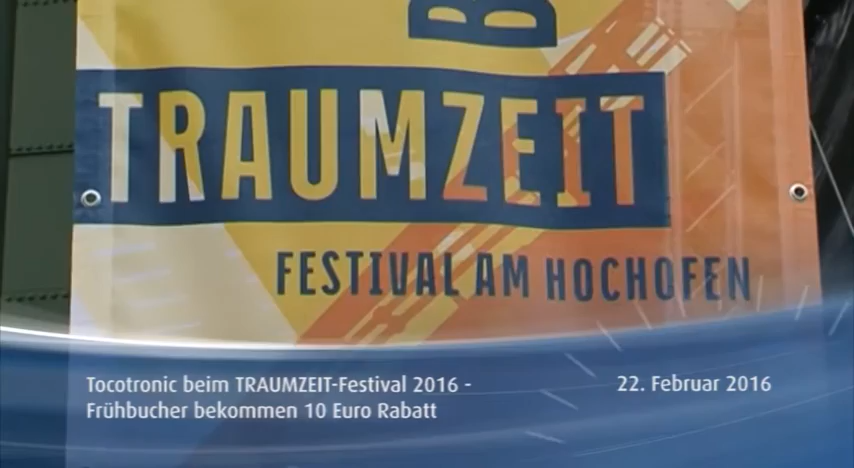 TRAUMZEIT
FESTIVAL AM HOCHOFEN
Tocotronic beim TRAUMZEIT-Festival 2016 -
Frühbucher bekommen 10 Euro Rabatt
22. Februar 2016